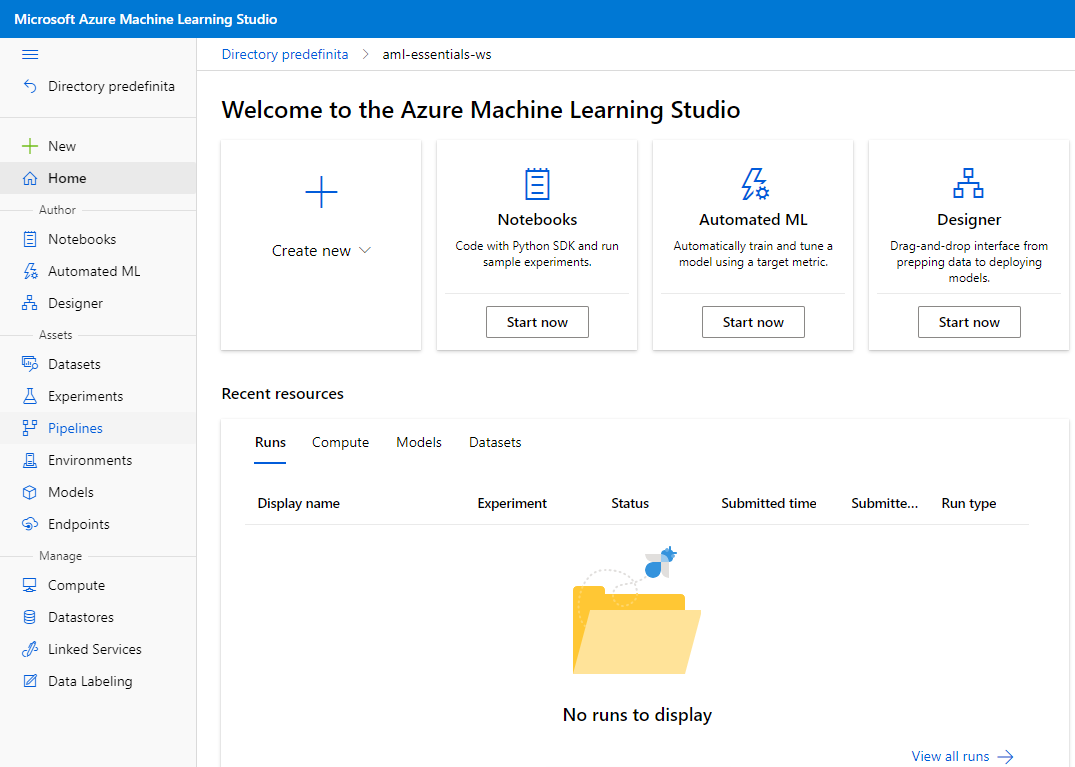 Microsoft Azure Machine Learning Studio
Directory predefinita
New
Home
Author
Notebooks
Automated ML
Designer
Assets
Datasets
Experiments
Pipelines
Environments
Models
Endpoints
Manage
Compute
Datastores
Linked Services
Data Labeling
Directory predefinita > aml-essentials-ws
Welcome to the Azure Machine Learning Studio
Create new
Notebooks
Code with Python SDK and run
sample experiments.
Start now
Automated ML
Automatically train and tune a
model using a target metric.
Start now
Designer
Drag-and-drop interface from
prepping data to deploying
models.
Start now
Recent resources
Runs Compute Models Datasets
Display name Experiment Status Submitted time Submitte... Run type
No runs to display
View all runs